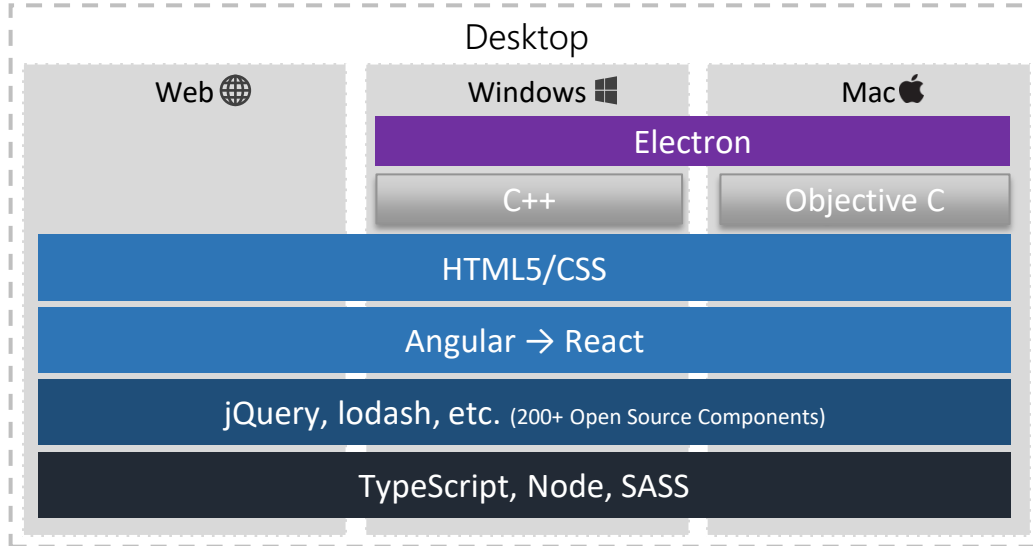 Desktop
Web
Windows
Mac
Electron
C++
Objective C
HTML5/CSS
Angular → React
jQuery, lodash, etc. (200+ Open Source Components)
TypeScript, Node, SASS